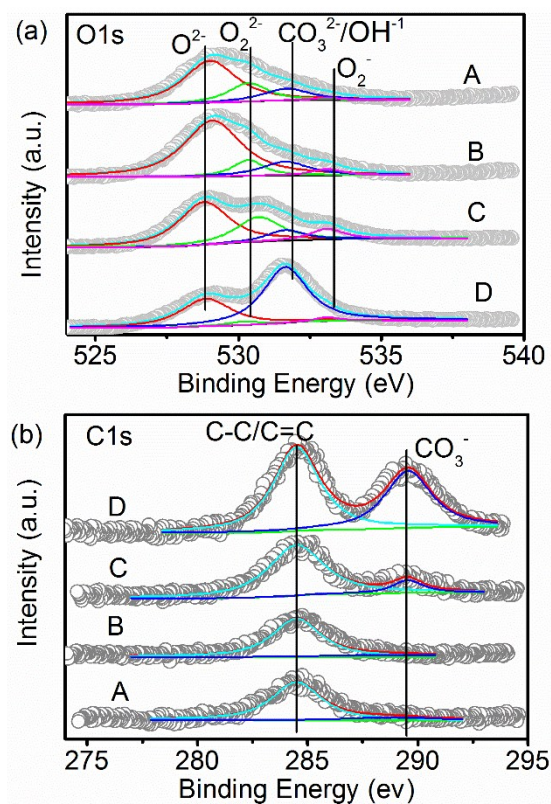 (a)
O1s
O²⁻
O₂²⁻
CO₃²⁻/OH⁻¹
O₂⁻
A
B
C
D
Intensity (a.u.)
525 530 535 540
Binding Energy (eV)
(b)
C1s
C-C/C=C
CO₃⁻
D
C
B
A
Intensity (a.u.)
275 280 285 290 295
Binding Energy (ev)